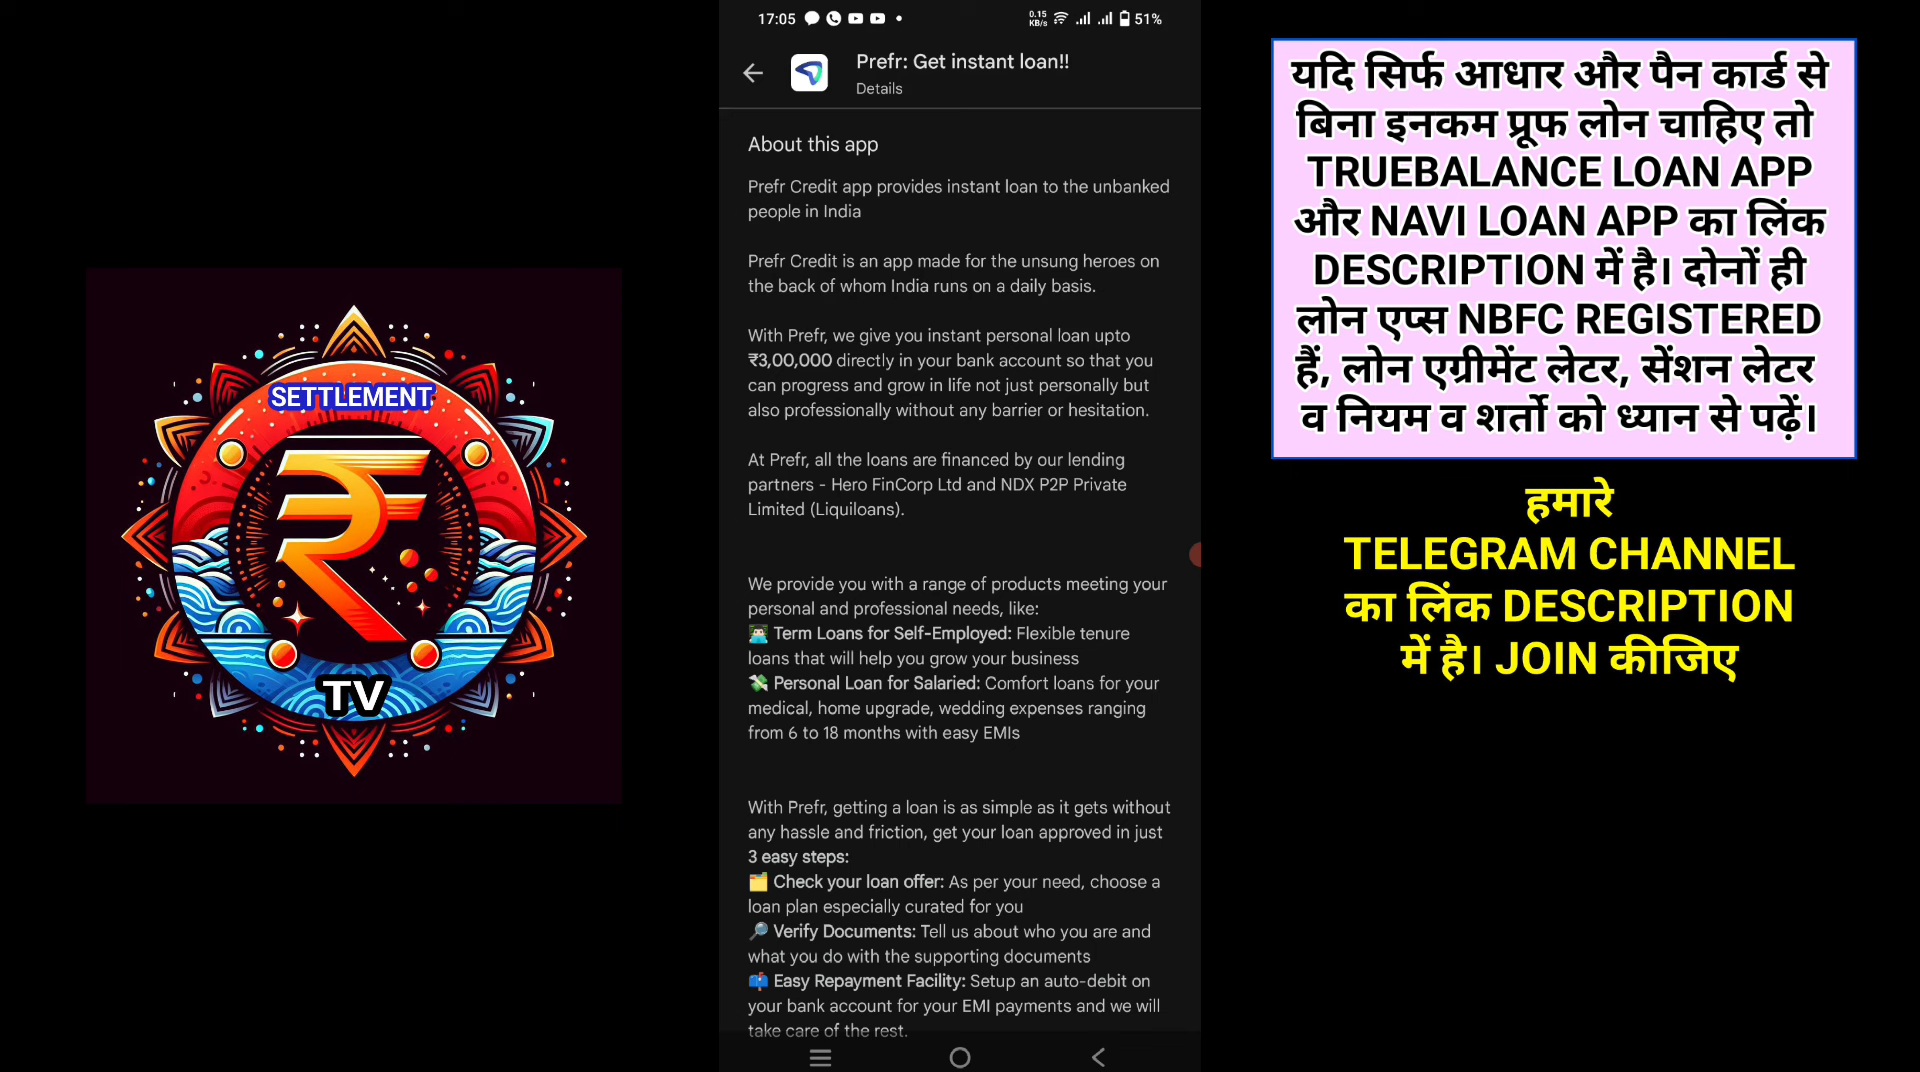 SETTLEMENT
TV
17:05
0.15
KB/s
51%
Prefr: Get instant loan!!
Details
About this app
Prefr Credit app provides instant loan to the unbanked
people in India
Prefr Credit is an app made for the unsung heroes on
the back of whom India runs on a daily basis.
With Prefr, we give you instant personal loan upto
₹3,00,000 directly in your bank account so that you
can progress and grow in life not just personally but
also professionally without any barrier or hesitation.
At Prefr, all the loans are financed by our lending
partners - Hero FinCorp Ltd and NDX P2P Private
Limited (Liquiloans).
We provide you with a range of products meeting your
personal and professional needs, like:
👨🏻‍💻 Term Loans for Self-Employed: Flexible tenure
loans that will help you grow your business
💸 Personal Loan for Salaried: Comfort loans for your
medical, home upgrade, wedding expenses ranging
from 6 to 18 months with easy EMIs
With Prefr, getting a loan is as simple as it gets without
any hassle and friction, get your loan approved in just
3 easy steps:
🗂️ Check your loan offer: As per your need, choose a
loan plan especially curated for you
🔎 Verify Documents: Tell us about who you are and
what you do with the supporting documents
📫 Easy Repayment Facility: Setup an auto-debit on
your bank account for your EMI payments and we will
take care of the rest.
यदि सिर्फ आधार और पैन कार्ड से
बिना इनकम प्रूफ लोन चाहिए तो
TRUEBALANCE LOAN APP
और NAVI LOAN APP का लिंक
DESCRIPTION में है। दोनों ही
लोन एप्स NBFC REGISTERED
हैं, लोन एग्रीमेंट लेटर, सेंशन लेटर
व नियम व शर्तो को ध्यान से पढ़ें।
हमारे
TELEGRAM CHANNEL
का लिंक DESCRIPTION
में है। JOIN कीजिए